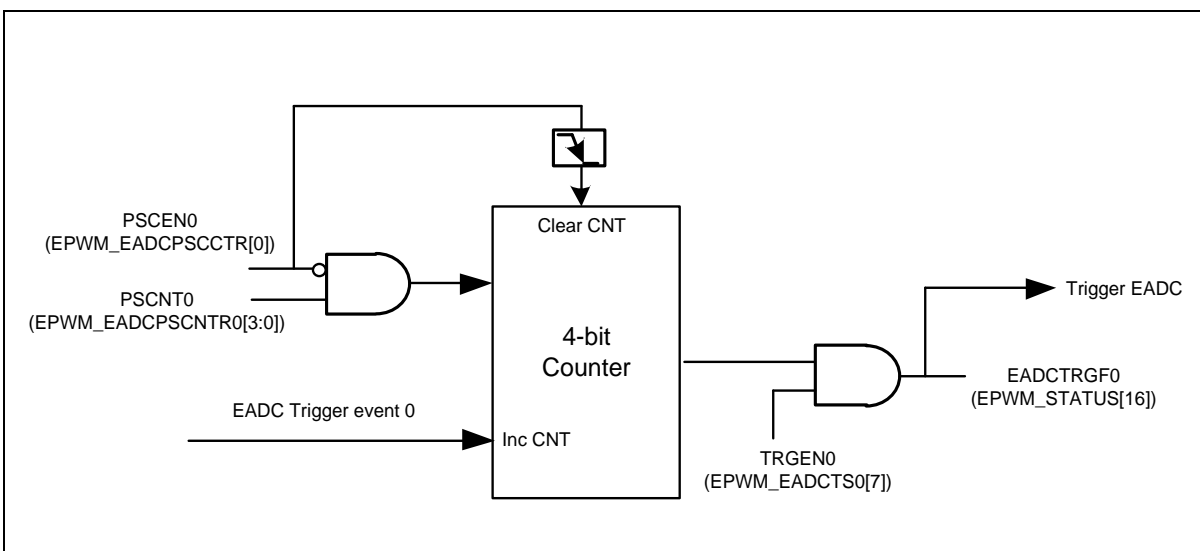 Clear CNT
PSCEN0
(EPWM_EADCPSCCTR[0])
PSCNT0
(EPWM_EADCPSCNTR0[3:0])
4-bit
Counter
Trigger EADC
EADCTRGF0
(EPWM_STATUS[16])
EADC Trigger event 0
Inc CNT
TRGEN0
(EPWM_EADCTS0[7])